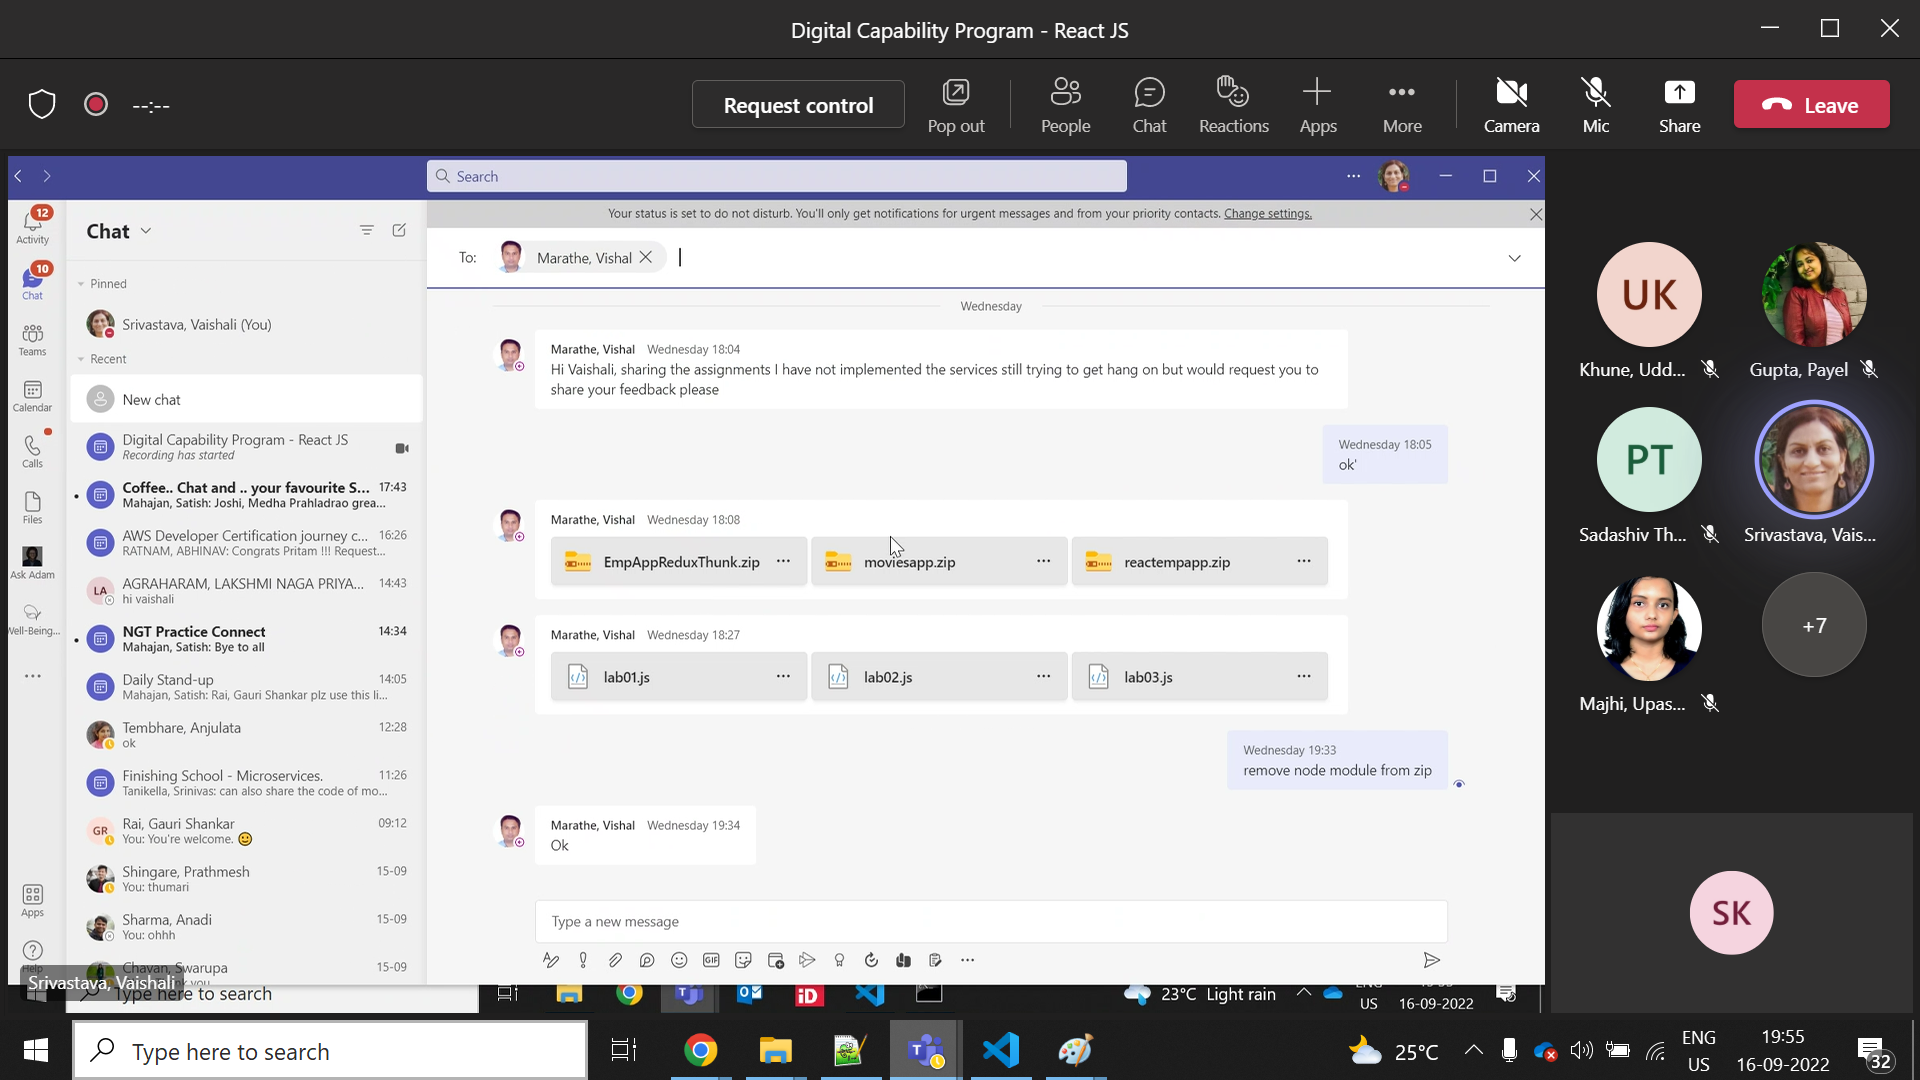 Digital Capability Program - React JS
--:--
Request control
Pop out
People
Chat
Reactions
Apps
More
Camera
Mic
Share
Leave
Search
Your status is set to do not disturb. You'll only get notifications for urgent messages and from your priority contacts. Change settings.
12
Activity
10
Chat
Teams
Calendar
Calls
Files
Ask Adam
Well-Being...
Apps
Help
Chat
Pinned
Srivastava, Vaishali (You)
Recent
New chat
Digital Capability Program - React JS
Recording has started
Coffee.. Chat and .. your favourite S... 17:43
Mahajan, Satish: Joshi, Medha Prahladrao grea...
AWS Developer Certification journey c... 16:26
RATNAM, ABHINAV: Congrats Pritam !!! Request...
LA
AGRAHARAM, LAKSHMI NAGA PRIYA... 14:43
hi vaishali
NGT Practice Connect 14:34
Mahajan, Satish: Bye to all
Daily Stand-up 14:05
Mahajan, Satish: Rai, Gauri Shankar plz use this li...
Tembhare, Anjulata 12:28
ok
Finishing School - Microservices. 11:26
Tanikella, Srinivas: can also share the code of mo...
GR
Rai, Gauri Shankar 09:12
You: You're welcome.
Shingare, Prathmesh 15-09
You: thumari
Sharma, Anadi 15-09
You: ohhh
Chavan, Swarupa 15-09
To: Marathe, Vishal
Wednesday
Marathe, Vishal Wednesday 18:04
Hi Vaishali, sharing the assignments I have not implemented the services still trying to get hang on but would request you to
share your feedback please
Wednesday 18:05
ok'
Marathe, Vishal Wednesday 18:08
EmpAppReduxThunk.zip
moviesapp.zip
reactempapp.zip
Marathe, Vishal Wednesday 18:27
lab01.js
lab02.js
lab03.js
Wednesday 19:33
remove node module from zip
Marathe, Vishal Wednesday 19:34
Ok
Type a new message
GIF
UK
Khune, Udd...
Gupta, Payel
PT
Sadashiv Th...
Srivastava, Vais...
Majhi, Upas...
+7
SK
Srivastava, Vaishali
Type here to search
iD
23°C Light rain
US
16-09-2022
Type here to search
25°C
ENG
US
19:55
16-09-2022
32